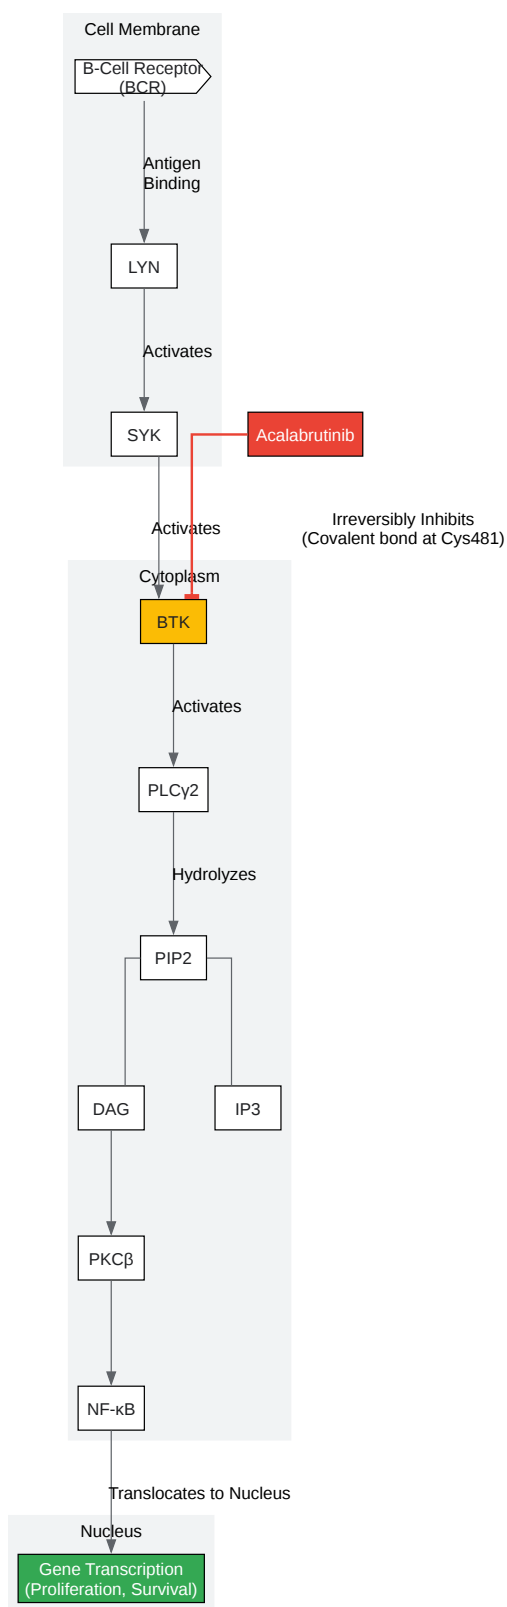 Cell Membrane
B-Cell Receptor
(BCR)
Antigen
Binding
LYN
Activates
SYK
Acalabrutinib
Irreversibly Inhibits
(Covalent bond at Cys481)
Activates
Cytoplasm
BTK
Activates
PLCγ2
Hydrolyzes
PIP2
DAG
IP3
PKCβ
NF-κB
Translocates to Nucleus
Nucleus
Gene Transcription
(Proliferation, Survival)